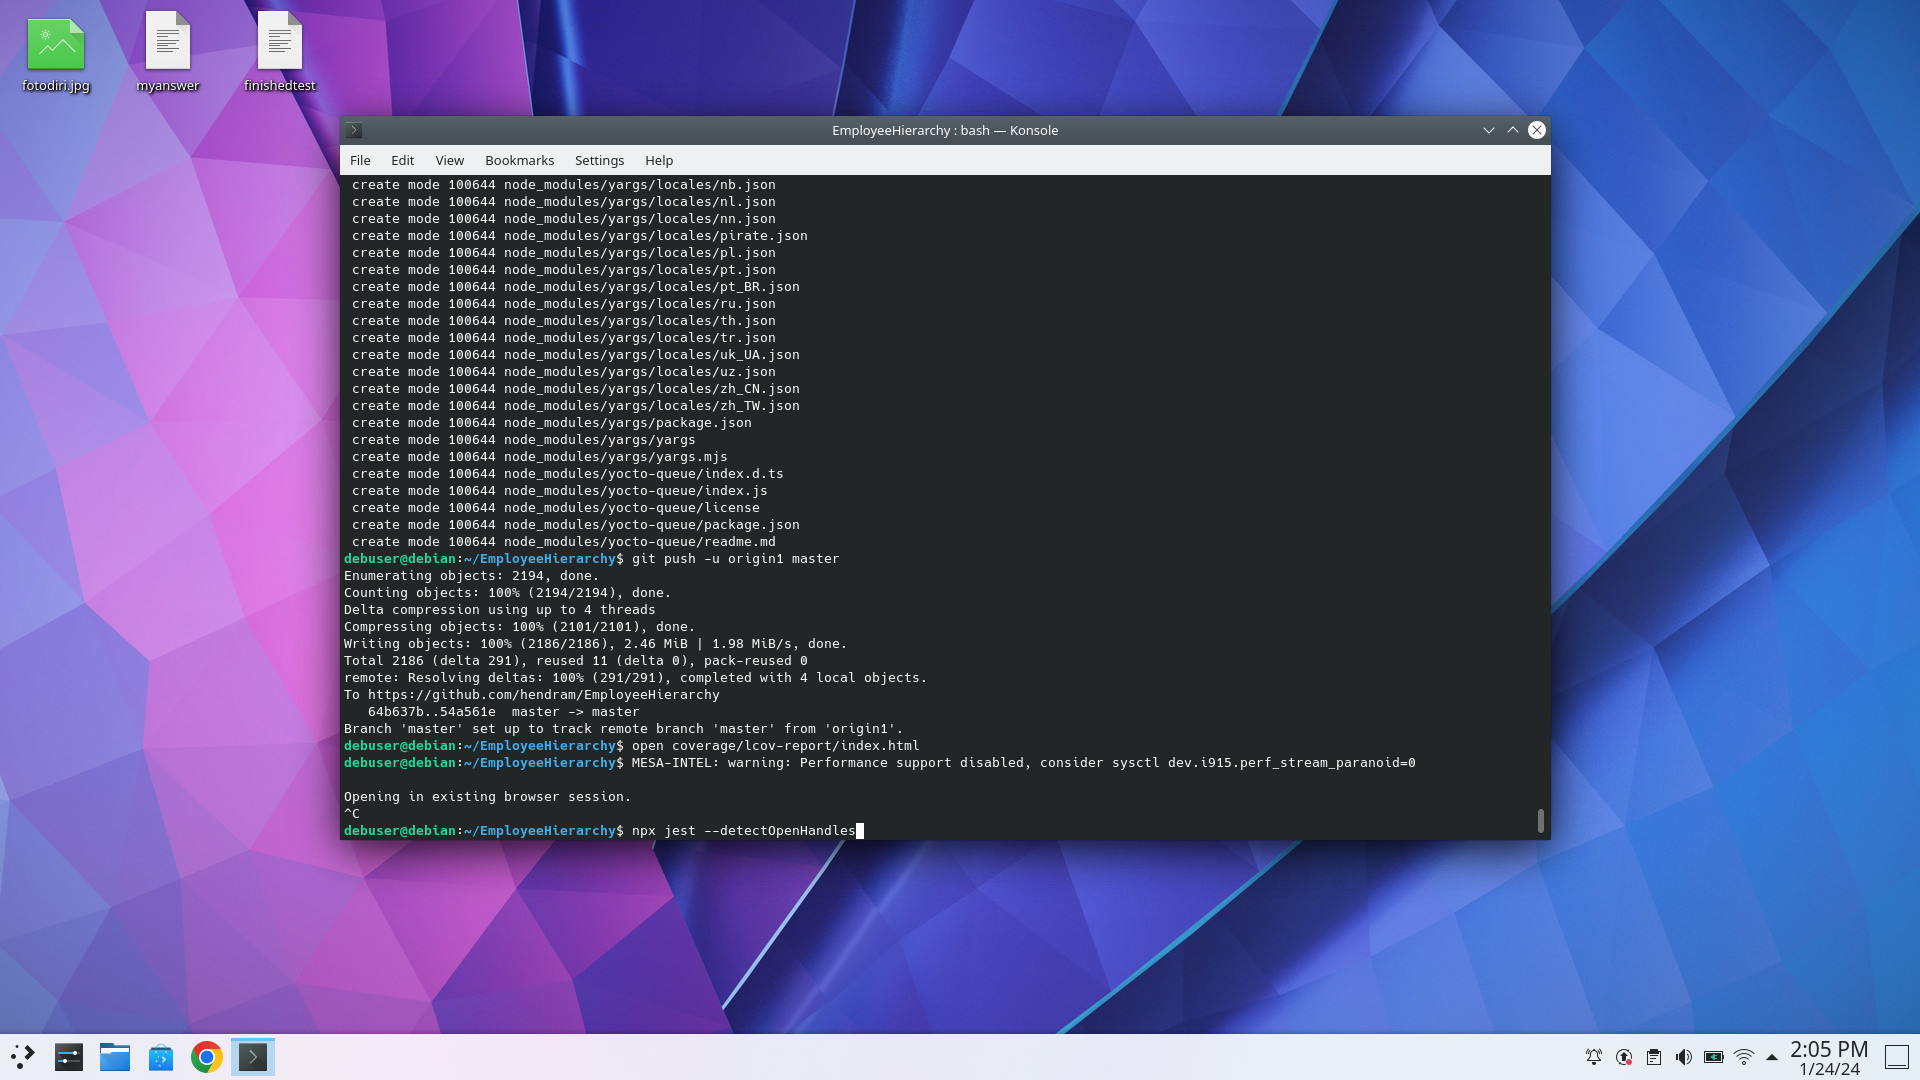 fotodiri.jpg
myanswer
finishedtest
EmployeeHierarchy : bash — Konsole
File Edit View Bookmarks Settings Help
create mode 100644 node_modules/yargs/locales/nb.json
create mode 100644 node_modules/yargs/locales/nl.json
create mode 100644 node_modules/yargs/locales/nn.json
create mode 100644 node_modules/yargs/locales/pirate.json
create mode 100644 node_modules/yargs/locales/pl.json
create mode 100644 node_modules/yargs/locales/pt.json
create mode 100644 node_modules/yargs/locales/pt_BR.json
create mode 100644 node_modules/yargs/locales/ru.json
create mode 100644 node_modules/yargs/locales/th.json
create mode 100644 node_modules/yargs/locales/tr.json
create mode 100644 node_modules/yargs/locales/uk_UA.json
create mode 100644 node_modules/yargs/locales/uz.json
create mode 100644 node_modules/yargs/locales/zh_CN.json
create mode 100644 node_modules/yargs/locales/zh_TW.json
create mode 100644 node_modules/yargs/package.json
create mode 100644 node_modules/yargs/yargs
create mode 100644 node_modules/yargs/yargs.mjs
create mode 100644 node_modules/yocto-queue/index.d.ts
create mode 100644 node_modules/yocto-queue/index.js
create mode 100644 node_modules/yocto-queue/license
create mode 100644 node_modules/yocto-queue/package.json
create mode 100644 node_modules/yocto-queue/readme.md
debuser@debian:~/EmployeeHierarchy$ git push -u origin1 master
Enumerating objects: 2194, done.
Counting objects: 100% (2194/2194), done.
Delta compression using up to 4 threads
Compressing objects: 100% (2101/2101), done.
Writing objects: 100% (2186/2186), 2.46 MiB | 1.98 MiB/s, done.
Total 2186 (delta 291), reused 11 (delta 0), pack-reused 0
remote: Resolving deltas: 100% (291/291), completed with 4 local objects.
To https://github.com/hendram/EmployeeHierarchy
64b637b..54a561e master -> master
Branch 'master' set up to track remote branch 'master' from 'origin1'.
debuser@debian:~/EmployeeHierarchy$ open coverage/lcov-report/index.html
debuser@debian:~/EmployeeHierarchy$ MESA-INTEL: warning: Performance support disabled, consider sysctl dev.i915.perf_stream_paranoid=0
Opening in existing browser session.
^C
debuser@debian:~/EmployeeHierarchy$ npx jest --detectOpenHandles
2:05 PM
1/24/24